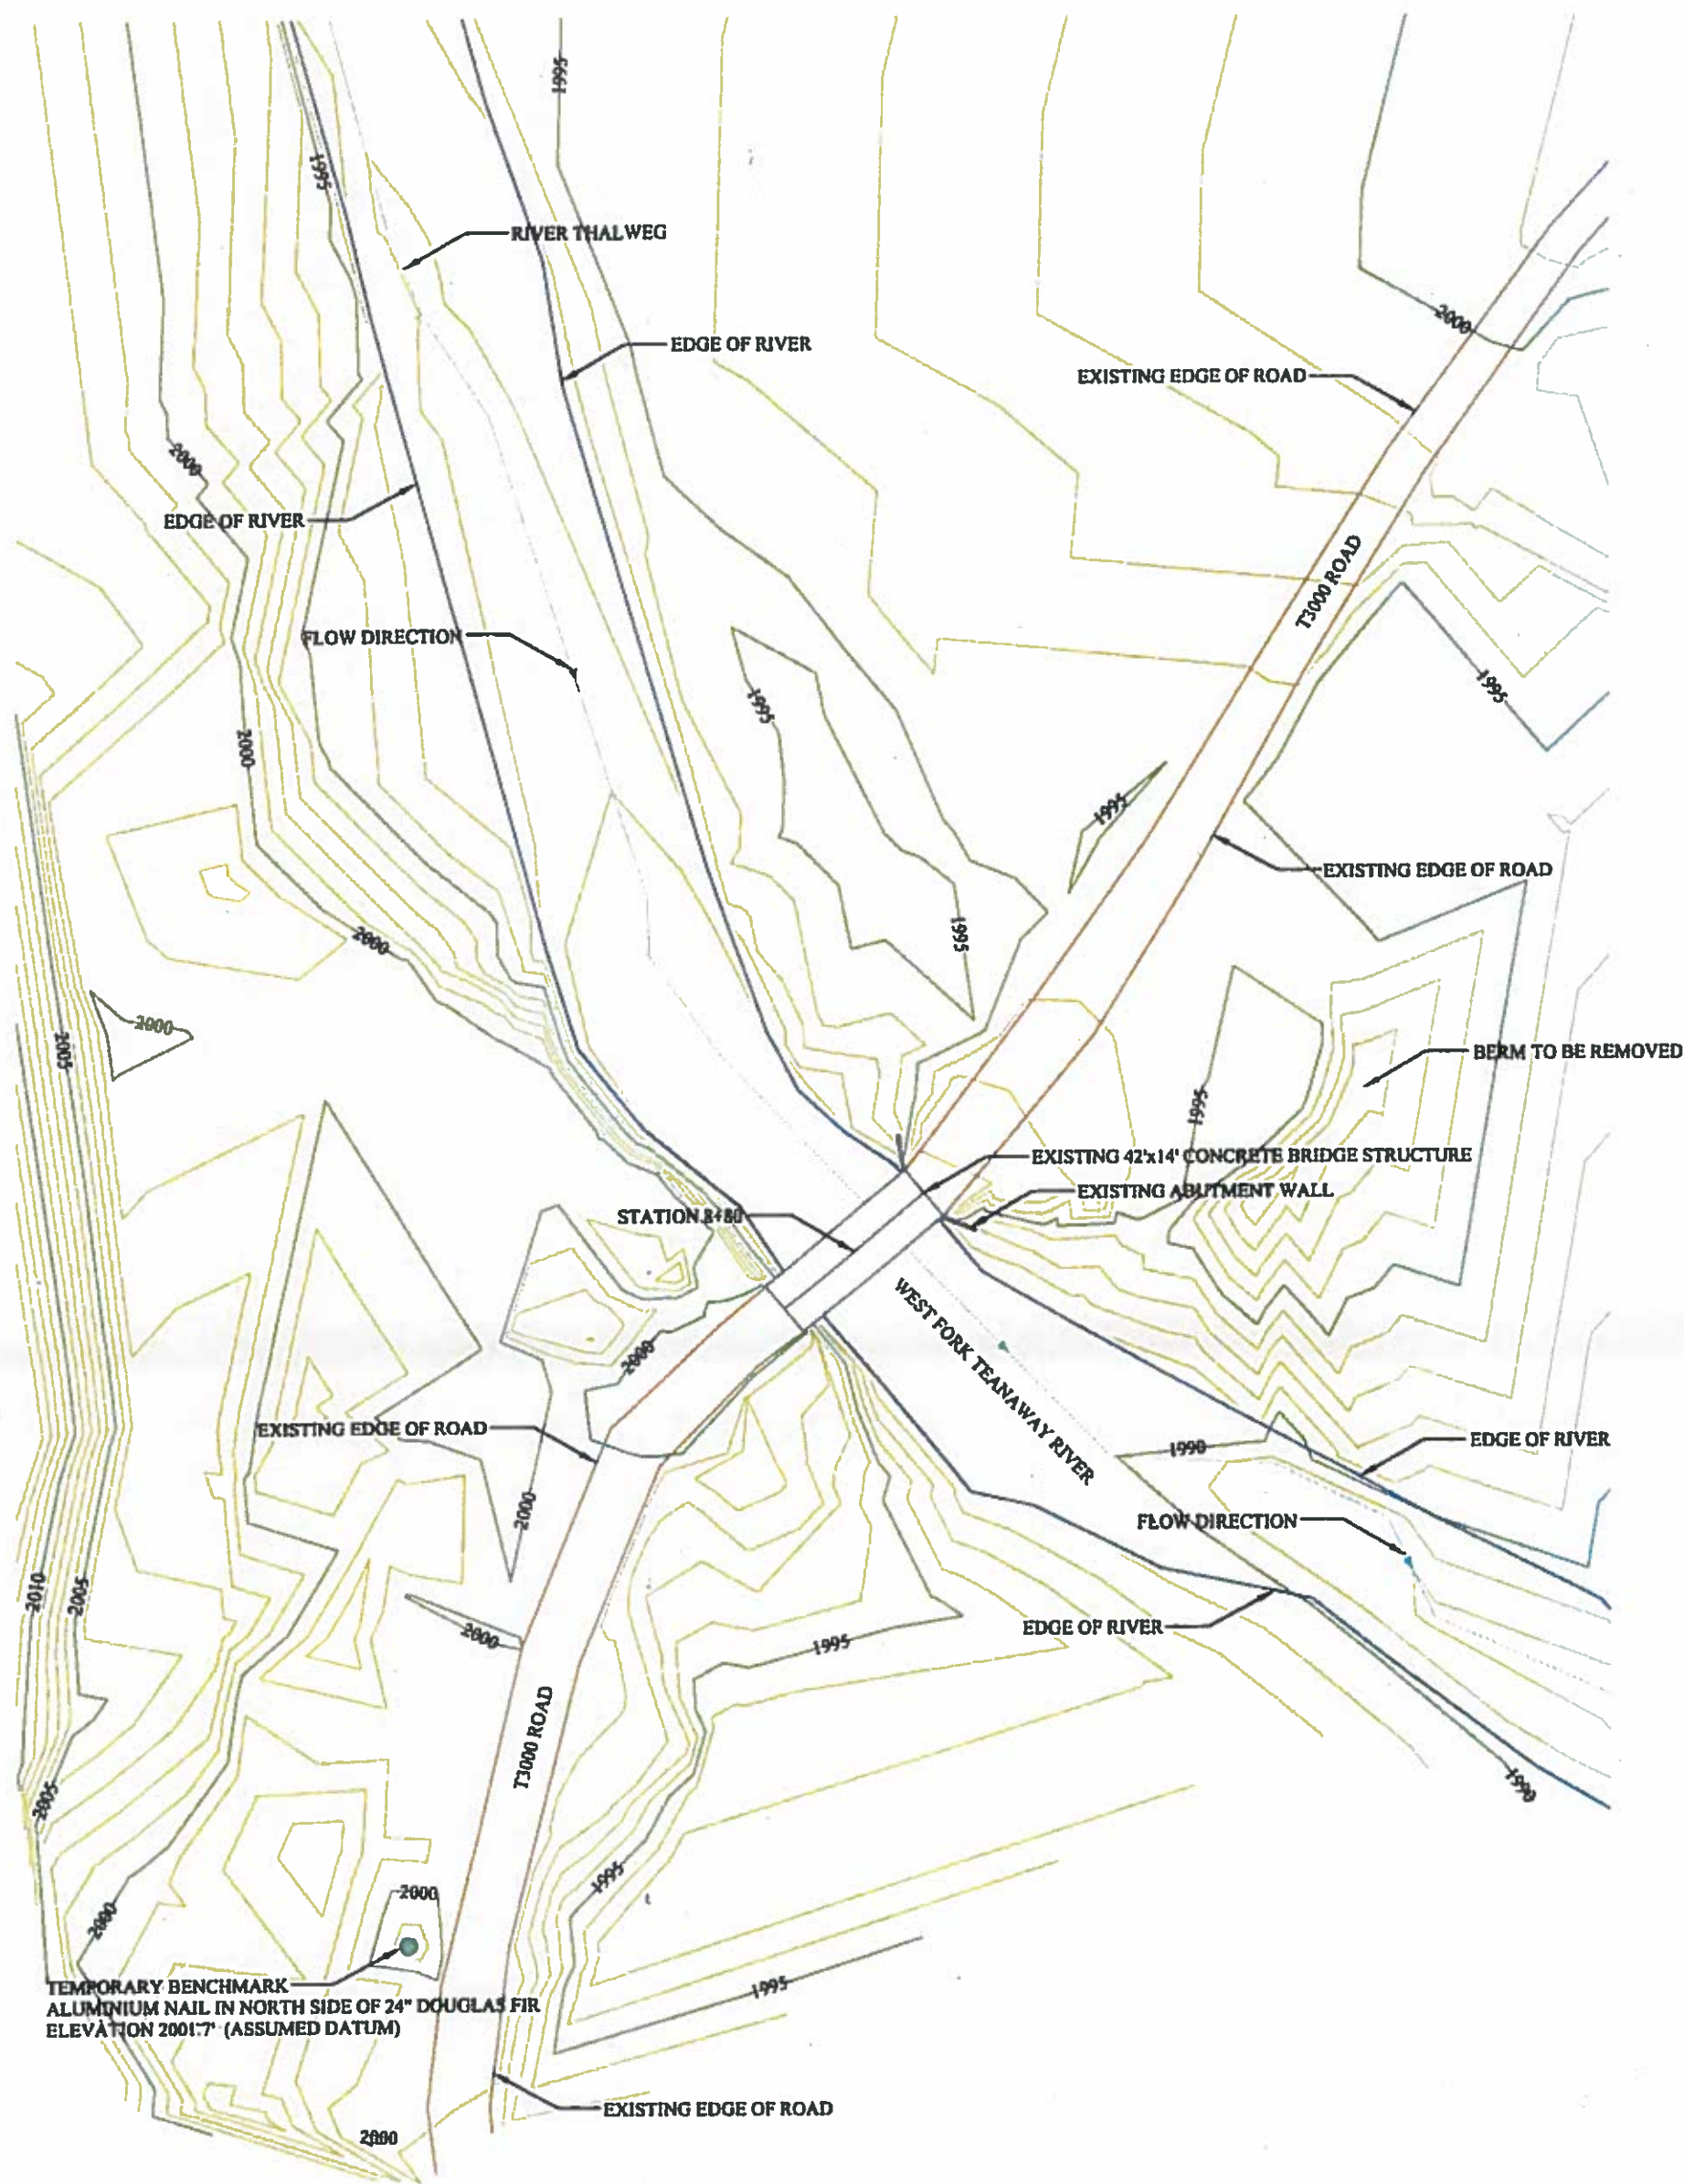 1995
1995
RIVER THALWEG
2000
EDGE OF RIVER
EXISTING EDGE OF ROAD
2000
EDGE OF RIVER
T3000 ROAD
FLOW DIRECTION
1995
1995
2000
1995
EXISTING EDGE OF ROAD
1995
2000
2000
2005
BERM TO BE REMOVED
1995
EXISTING 42'x14' CONCRETE BRIDGE STRUCTURE
EXISTING ABUTMENT WALL
STATION 8+80
WEST FORK TEANAWAY RIVER
2000
EXISTING EDGE OF ROAD
EDGE OF RIVER
1990
2000
FLOW DIRECTION
2010
2005
EDGE OF RIVER
2000
1995
T3000 ROAD
1990
2005
1995
2000
2000
TEMPORARY BENCHMARK
ALUMINIUM NAIL IN NORTH SIDE OF 24" DOUGLAS FIR
ELEVATION 2001.7' (ASSUMED DATUM)
1995
EXISTING EDGE OF ROAD
2000